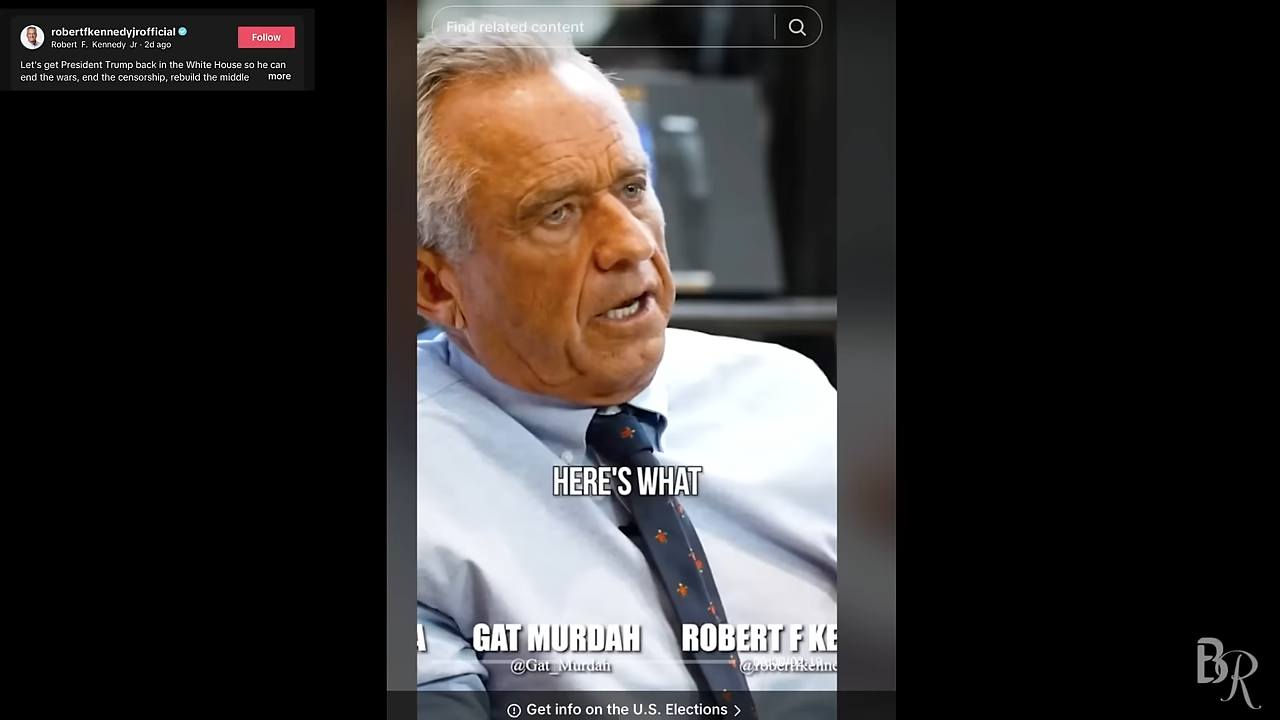 robertfkennedyjrofficial
Robert F. Kennedy Jr · 2d ago
Follow
Let's get President Trump back in the White House so he can
end the wars, end the censorship, rebuild the middle
more
Find related content
HERE'S WHAT
GAT MURDAH
ROBERT F KE
@Gat_Murdah
@robertfkenne
Get info on the U.S. Elections
BR